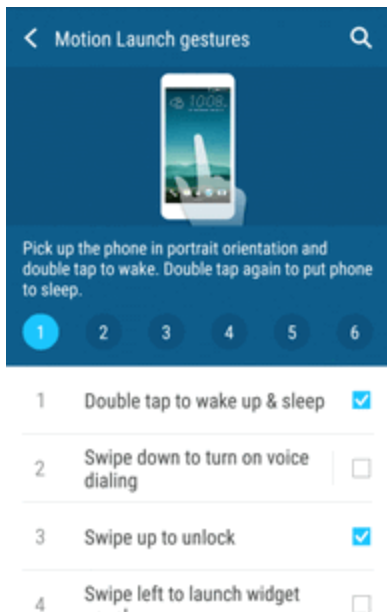 Motion Launch gestures
10:08
Pick up the phone in portrait orientation and
double tap to wake. Double tap again to put phone
to sleep.
1 2 3 4 5 6
1 Double tap to wake up & sleep
2 Swipe down to turn on voice
dialing
3 Swipe up to unlock
4 Swipe left to launch widget